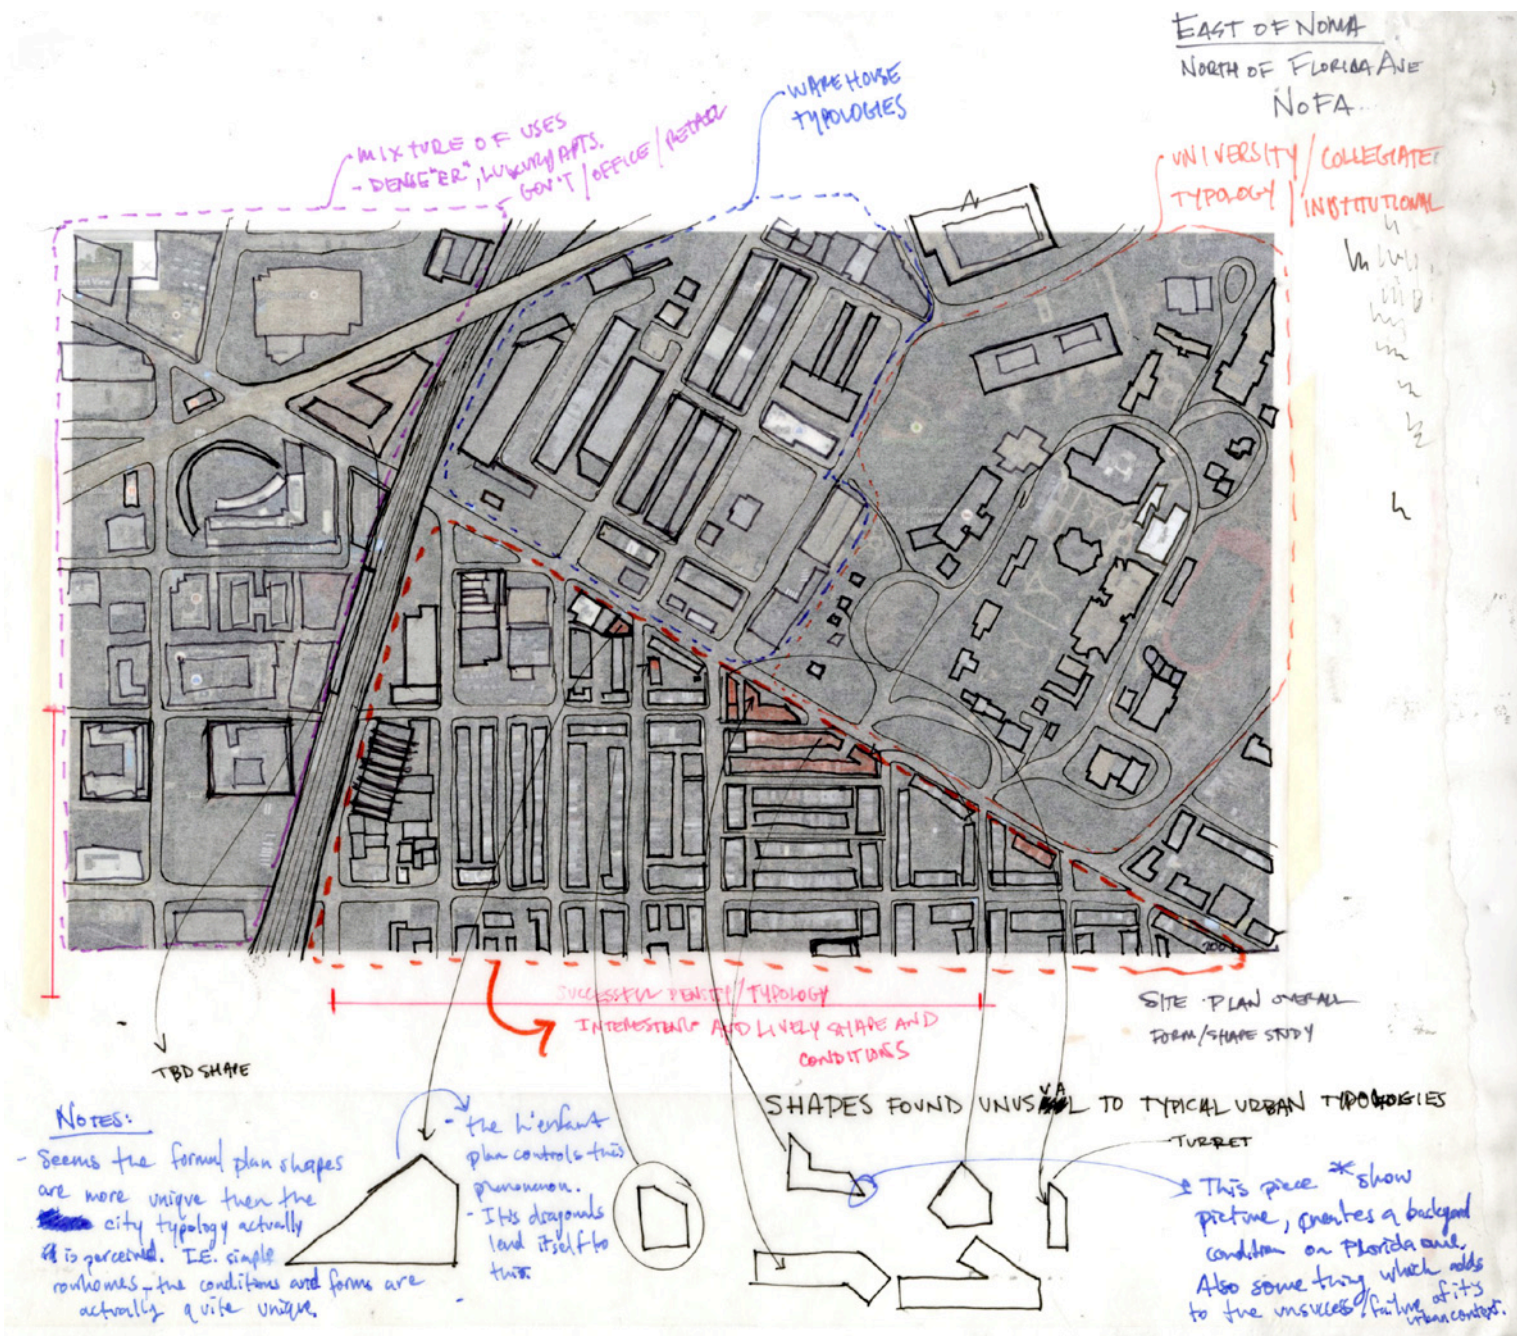 EAST OF NOMA
NORTH OF FLORIDA AVE
NOFA
WAREHOUSE
TYPOLOGIES
MIXTURE OF USES
- DENSE"ER", LUXURY APTS.
GOV'T / OFFICE / RETAIL
UNIVERSITY / COLLEGIATE
TYPOLOGY / INSTITUTIONAL
SUCCESSFUL DENSITY / TYPOLOGY
INTERESTING AND LIVELY SHAPE AND
CONDITIONS
SITE PLAN OVERALL
FORM/SHAPE STUDY
TBD SHAPE
SHAPES FOUND UNUSUAL TO TYPICAL URBAN TYPOLOGIES
TURRET
NOTES:
- Seems the formal plan shapes
are more unique then the
city typology actually
is perceived. I.E. simple
rowhomes - the conditions and forms are
actually quite unique.
- the L'enfant
plan controls this
phenomenon.
- It's diagonals
lend itself to
this.
This piece * show
picture, creates a backyard
condition on Florida ave.
Also something which adds
to the unsuccess/failure of its
urban context.